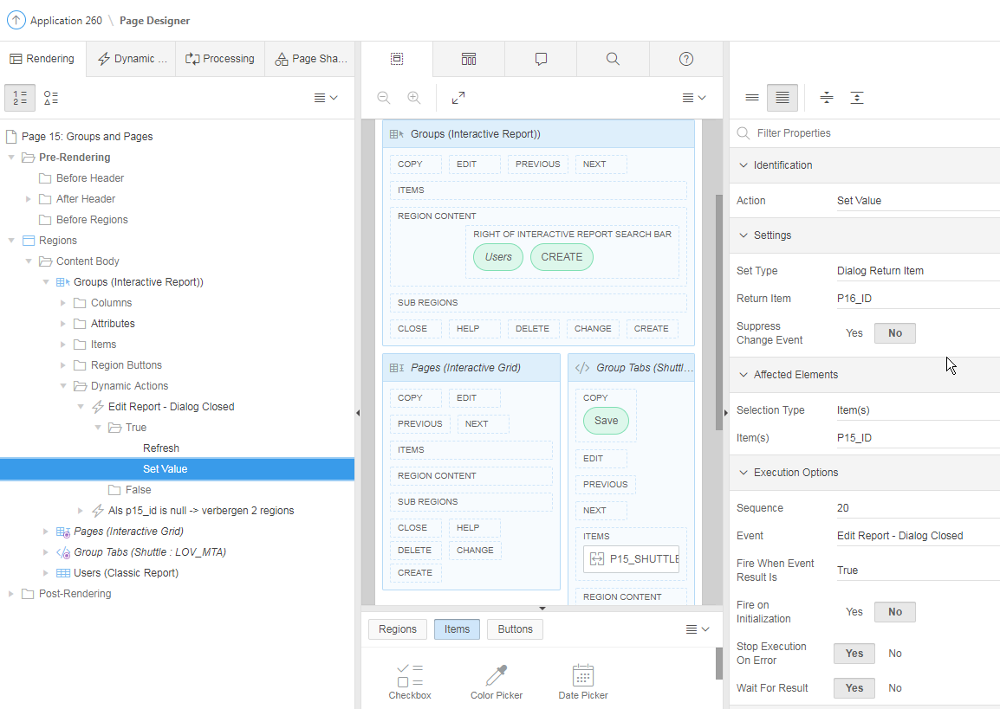 Application 260 \ Page Designer
Rendering
Dynamic ...
Processing
Page Sha...
Page 15: Groups and Pages
Pre-Rendering
Before Header
After Header
Before Regions
Regions
Content Body
Groups (Interactive Report))
Columns
Attributes
Items
Region Buttons
Dynamic Actions
Edit Report - Dialog Closed
True
Refresh
Set Value
False
Als p15_id is null -> verbergen 2 regions
Pages (Interactive Grid)
Group Tabs (Shuttle : LOV_MTA)
Users (Classic Report)
Post-Rendering
Groups (Interactive Report))
COPY EDIT PREVIOUS NEXT
ITEMS
REGION CONTENT
RIGHT OF INTERACTIVE REPORT SEARCH BAR
Users CREATE
SUB REGIONS
CLOSE HELP DELETE CHANGE CREATE
Pages (Interactive Grid)
COPY EDIT
PREVIOUS NEXT
ITEMS
REGION CONTENT
SUB REGIONS
CLOSE HELP
DELETE CHANGE
CREATE
Group Tabs (Shuttl...
COPY
Save
EDIT
PREVIOUS
NEXT
ITEMS
P15_SHUTTLE
REGION CONTENT
Regions Items Buttons
Checkbox Color Picker Date Picker
Filter Properties
Identification
Action Set Value
Settings
Set Type Dialog Return Item
Return Item P16_ID
Suppress
Change Event Yes No
Affected Elements
Selection Type Item(s)
Item(s) P15_ID
Execution Options
Sequence 20
Event Edit Report - Dialog Closed
Fire When Event
Result Is True
Fire on
Initialization Yes No
Stop Execution
On Error Yes No
Wait For Result Yes No